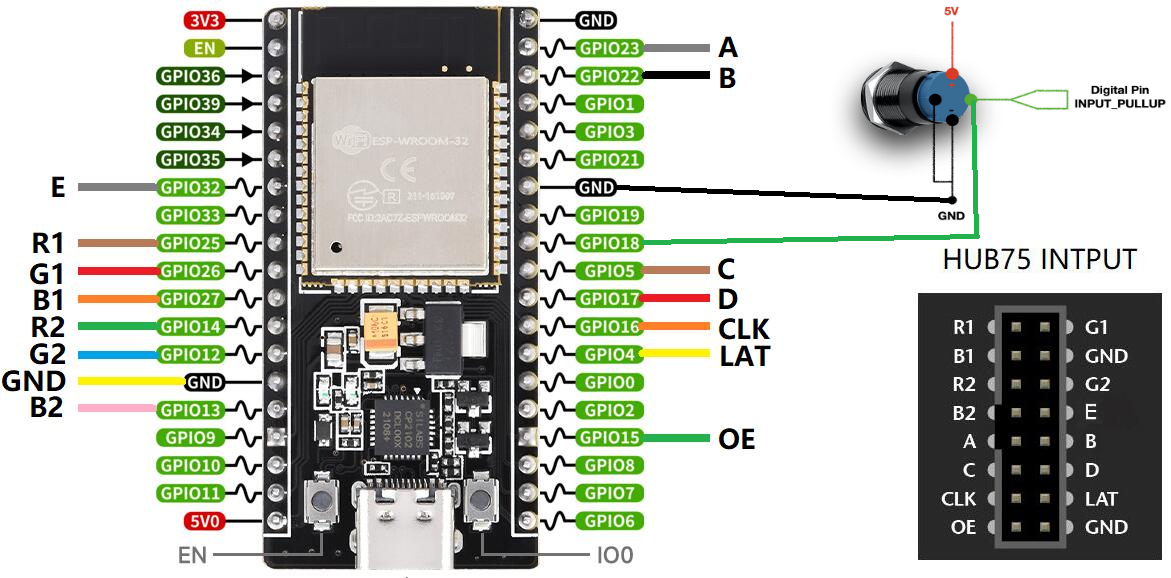 3V3
EN
GPIO36
GPIO39
GPIO34
GPIO35
E GPIO32
GPIO33
R1 GPIO25
G1 GPIO26
B1 GPIO27
R2 GPIO14
G2 GPIO12
GND GND
B2 GPIO13
GPIO9
GPIO10
GPIO11
5V0
EN
WiFi
ESP-WROOM-32
CE
R 211-161007
FCC ID:2AC7Z-ESPWROOM32
SILABS
CP2102
DCL00X
2108+
GND
GPIO23 A
GPIO22 B
GPIO1
GPIO3
GPIO21
GND
GPIO19
GPIO18
GPIO5 C
GPIO17 D
GPIO16 CLK
GPIO4 LAT
GPIO0
GPIO2
GPIO15 OE
GPIO8
GPIO7
GPIO6
IO0
5V
Digital Pin
INPUT_PULLUP
GND
HUB75 INTPUT
R1 G1
B1 GND
R2 G2
B2 E
A B
C D
CLK LAT
OE GND